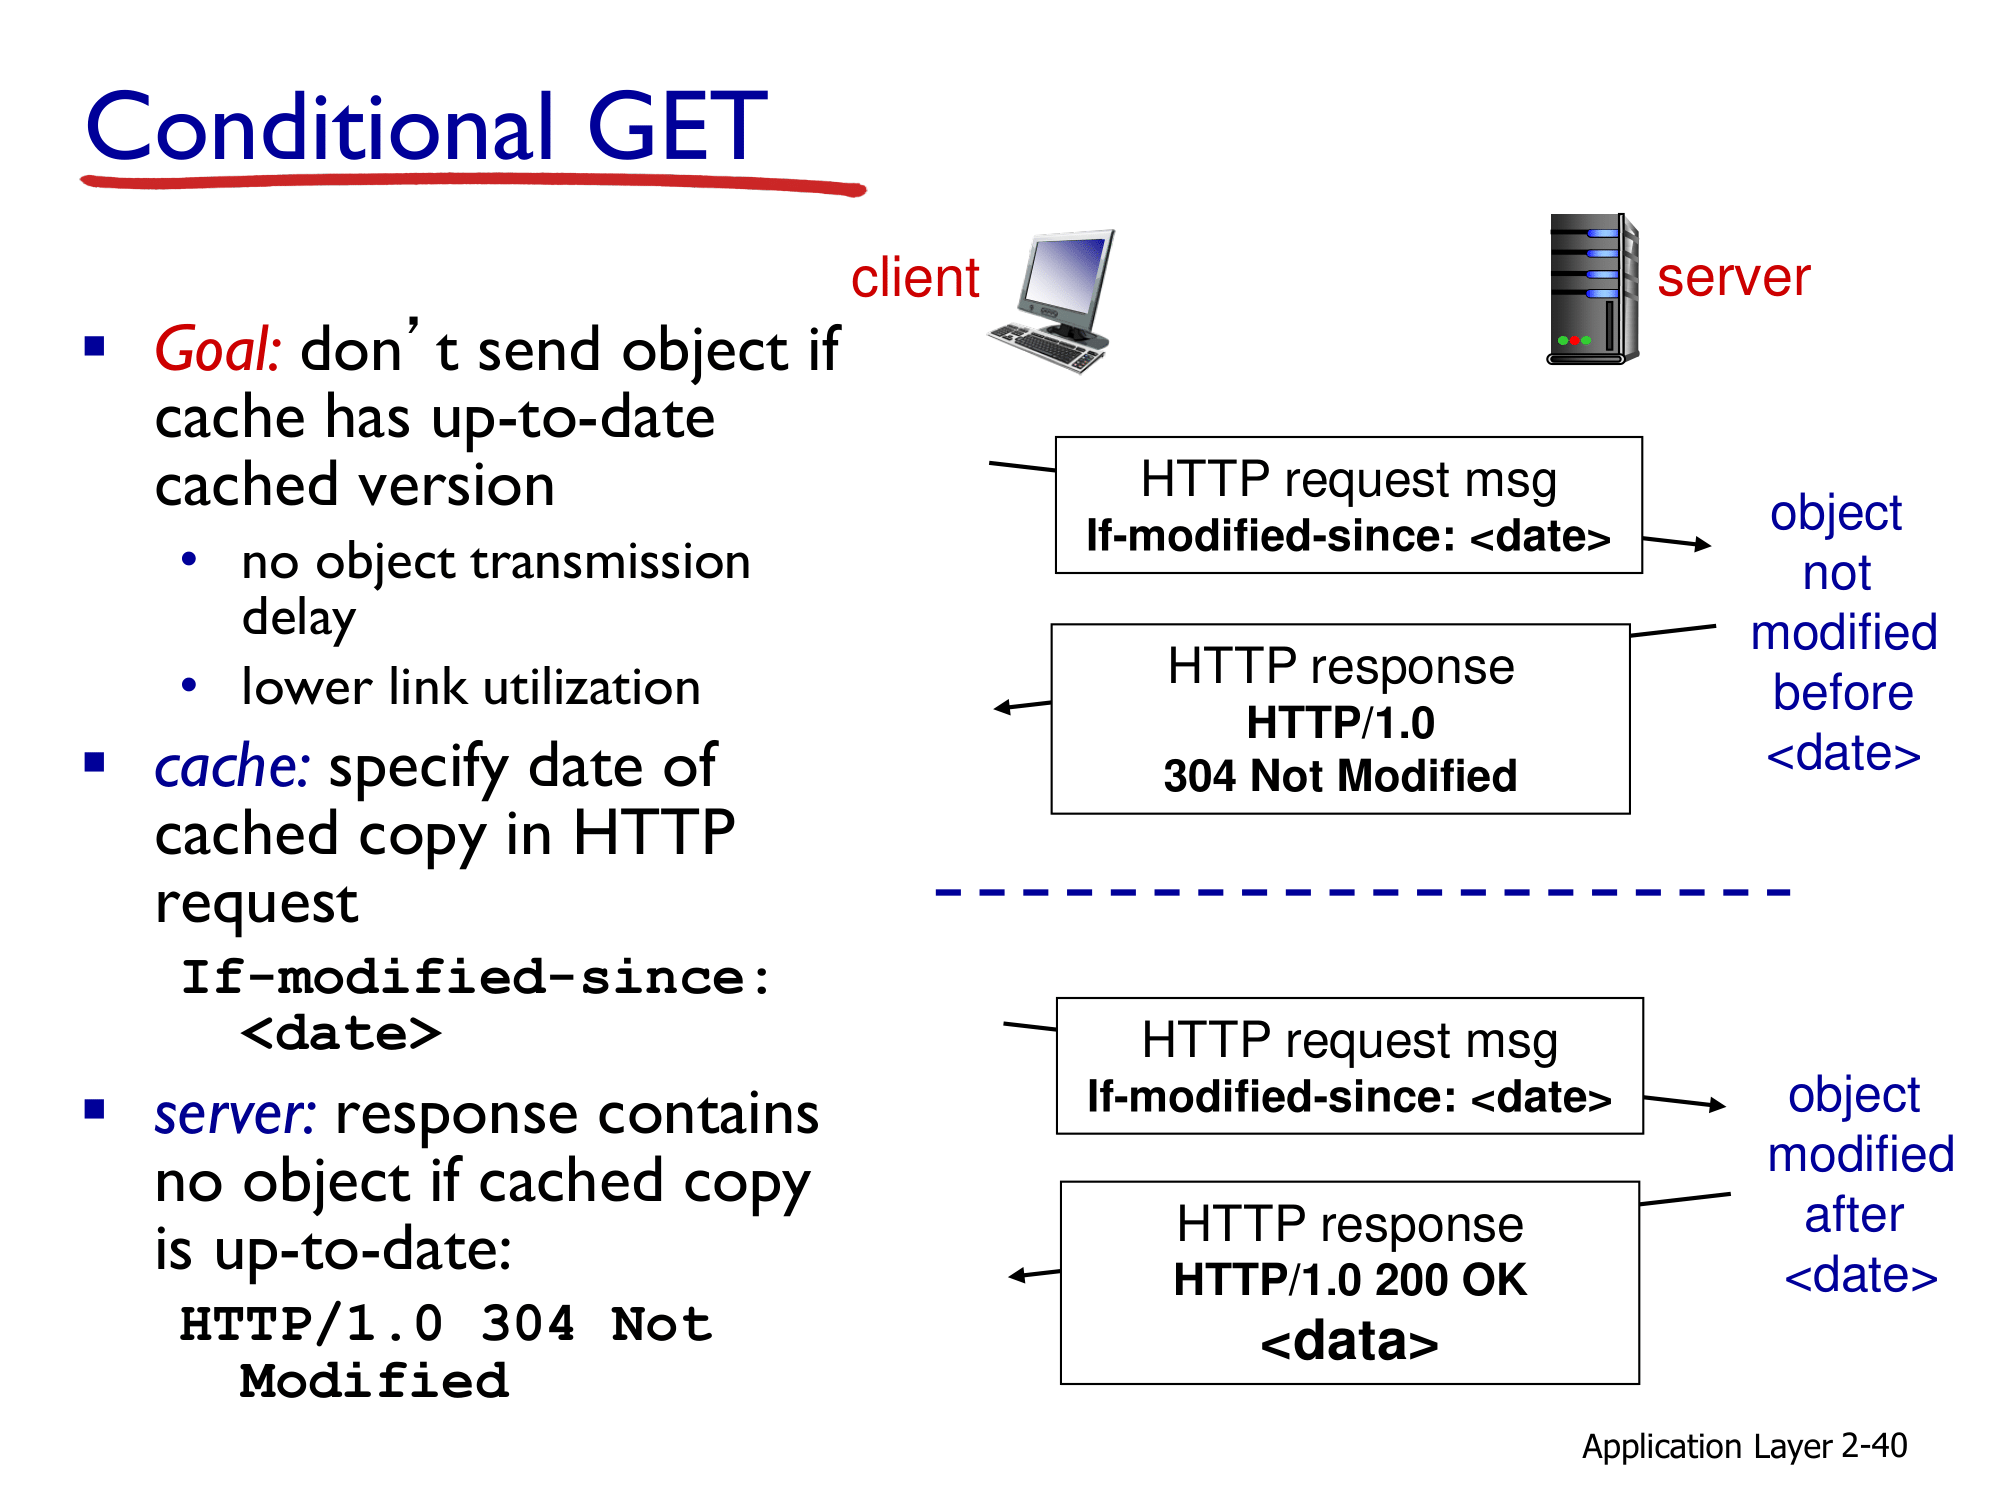 Conditional GET
client
server
▪ Goal: don’t send object if
cache has up-to-date
cached version
• no object transmission
delay
• lower link utilization
▪ cache: specify date of
cached copy in HTTP
request
If-modified-since:
<date>
▪ server: response contains
no object if cached copy
is up-to-date:
HTTP/1.0 304 Not
Modified
HTTP request msg
If-modified-since: <date>
object
not
modified
before
<date>
HTTP response
HTTP/1.0
304 Not Modified
HTTP request msg
If-modified-since: <date>
object
modified
after
<date>
HTTP response
HTTP/1.0 200 OK
<data>
Application Layer 2-40